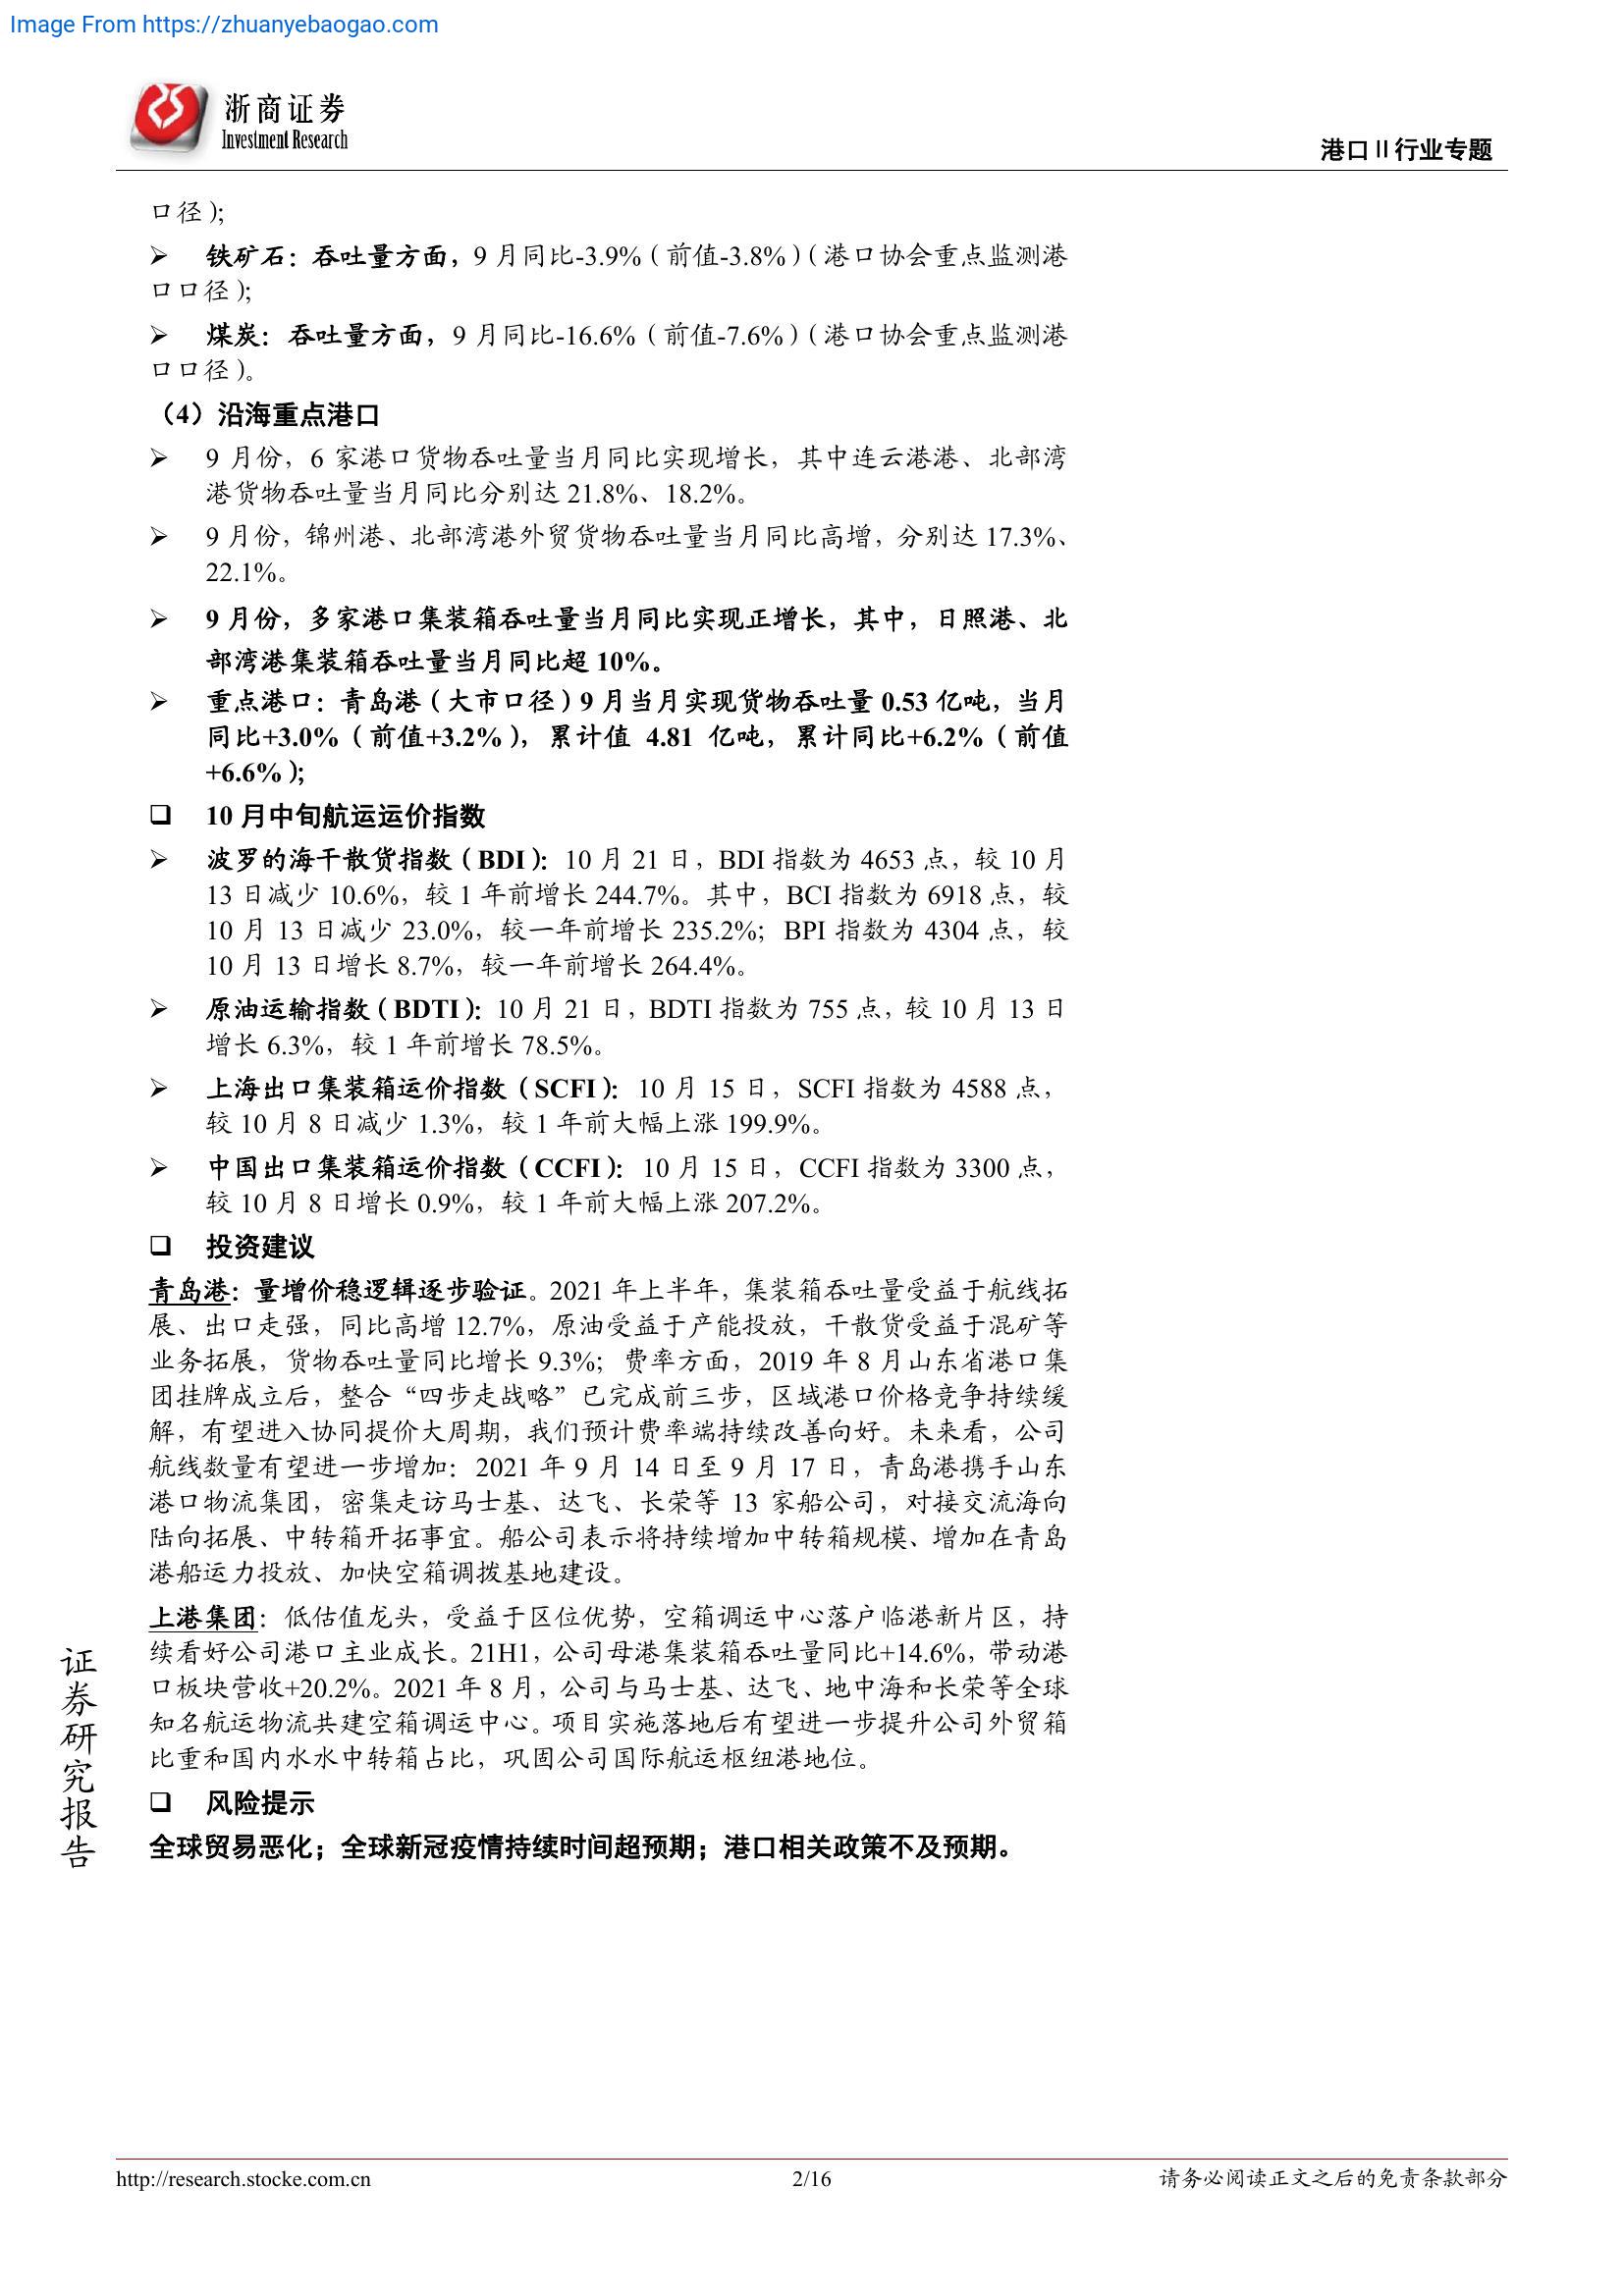 Image From https://zhuanyebaogao.com
浙商证券
Investment Research
港口Ⅱ行业专题
口径);
➢ 铁矿石：吞吐量方面，9 月同比-3.9%（前值-3.8%）（港口协会重点监测港
口口径);
➢ 煤炭：吞吐量方面，9 月同比-16.6%（前值-7.6%）（港口协会重点监测港
口口径)。
（4）沿海重点港口
➢ 9 月份，6 家港口货物吞吐量当月同比实现增长，其中连云港港、北部湾
港货物吞吐量当月同比分别达 21.8%、18.2%。
➢ 9 月份，锦州港、北部湾港外贸货物吞吐量当月同比高增，分别达 17.3%、
22.1%。
➢ 9 月份，多家港口集装箱吞吐量当月同比实现正增长，其中，日照港、北
部湾港集装箱吞吐量当月同比超 10%。
➢ 重点港口：青岛港（大市口径）9 月当月实现货物吞吐量 0.53 亿吨，当月
同比+3.0%（前值+3.2%），累计值 4.81 亿吨，累计同比+6.2%（前值
+6.6%）;
❑ 10 月中旬航运运价指数
➢ 波罗的海干散货指数（BDI）：10 月 21 日，BDI 指数为 4653 点，较 10 月
13 日减少 10.6%，较 1 年前增长 244.7%。其中，BCI 指数为 6918 点，较
10 月 13 日减少 23.0%，较一年前增长 235.2%；BPI 指数为 4304 点，较
10 月 13 日增长 8.7%，较一年前增长 264.4%。
➢ 原油运输指数（BDTI）：10 月 21 日，BDTI 指数为 755 点，较 10 月 13 日
增长 6.3%，较 1 年前增长 78.5%。
➢ 上海出口集装箱运价指数（SCFI）：10 月 15 日，SCFI 指数为 4588 点，
较 10 月 8 日减少 1.3%，较 1 年前大幅上涨 199.9%。
➢ 中国出口集装箱运价指数（CCFI）：10 月 15 日，CCFI 指数为 3300 点，
较 10 月 8 日增长 0.9%，较 1 年前大幅上涨 207.2%。
❑ 投资建议
青岛港：量增价稳逻辑逐步验证。2021 年上半年，集装箱吞吐量受益于航线拓
展、出口走强，同比高增 12.7%，原油受益于产能投放，干散货受益于混矿等
业务拓展，货物吞吐量同比增长 9.3%；费率方面，2019 年 8 月山东省港口集
团挂牌成立后，整合“四步走战略”已完成前三步，区域港口价格竞争持续缓
解，有望进入协同提价大周期，我们预计费率端持续改善向好。未来看，公司
航线数量有望进一步增加：2021 年 9 月 14 日至 9 月 17 日，青岛港携手山东
港口物流集团，密集走访马士基、达飞、长荣等 13 家船公司，对接交流海向
陆向拓展、中转箱开拓事宜。船公司表示将持续增加中转箱规模、增加在青岛
港船运力投放、加快空箱调拨基地建设。
上港集团：低估值龙头，受益于区位优势，空箱调运中心落户临港新片区，持
续看好公司港口主业成长。21H1，公司母港集装箱吞吐量同比+14.6%，带动港
口板块营收+20.2%。2021 年 8 月，公司与马士基、达飞、地中海和长荣等全球
知名航运物流共建空箱调运中心。项目实施落地后有望进一步提升公司外贸箱
比重和国内水水中转箱占比，巩固公司国际航运枢纽港地位。
❑ 风险提示
全球贸易恶化；全球新冠疫情持续时间超预期；港口相关政策不及预期。
证券研究报告
http://research.stocke.com.cn
2/16
请务必阅读正文之后的免责条款部分